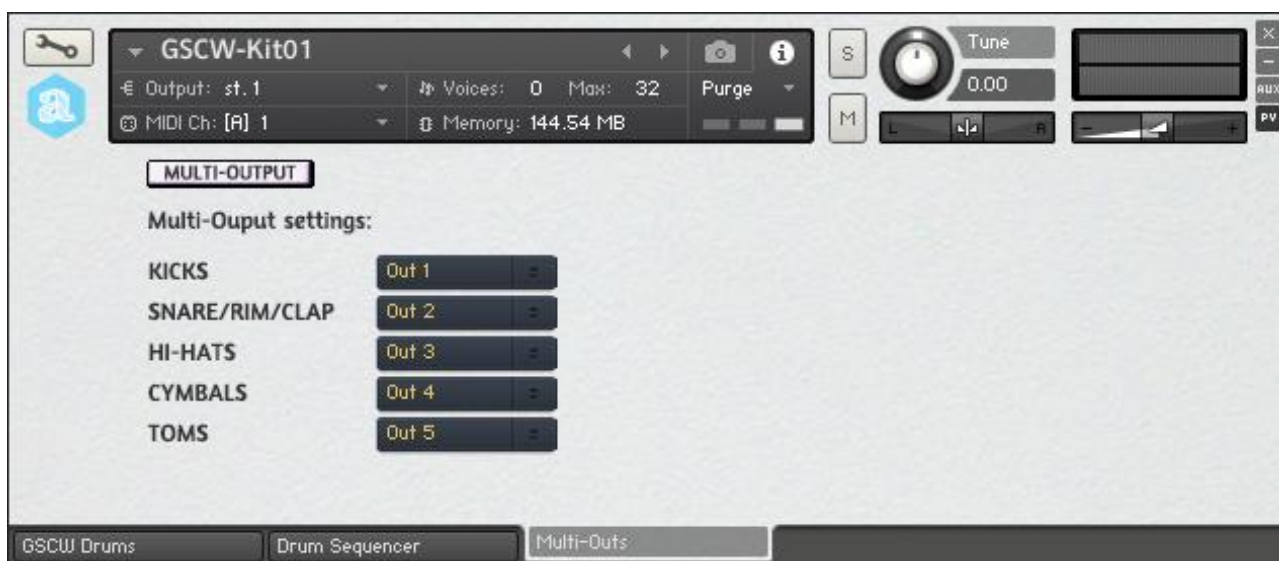 GSCW-Kit01
Output: st.1
Voices: 0 Max: 32
Purge
MIDI Ch: [A] 1
Memory: 144.54 MB
S
M
Tune
0.00
L
R
-
+
X
-
AUX
PV
MULTI-OUTPUT
Multi-Ouput settings:
KICKS Out 1
SNARE/RIM/CLAP Out 2
HI-HATS Out 3
CYMBALS Out 4
TOMS Out 5
GSCW Drums
Drum Sequencer
Multi-Outs